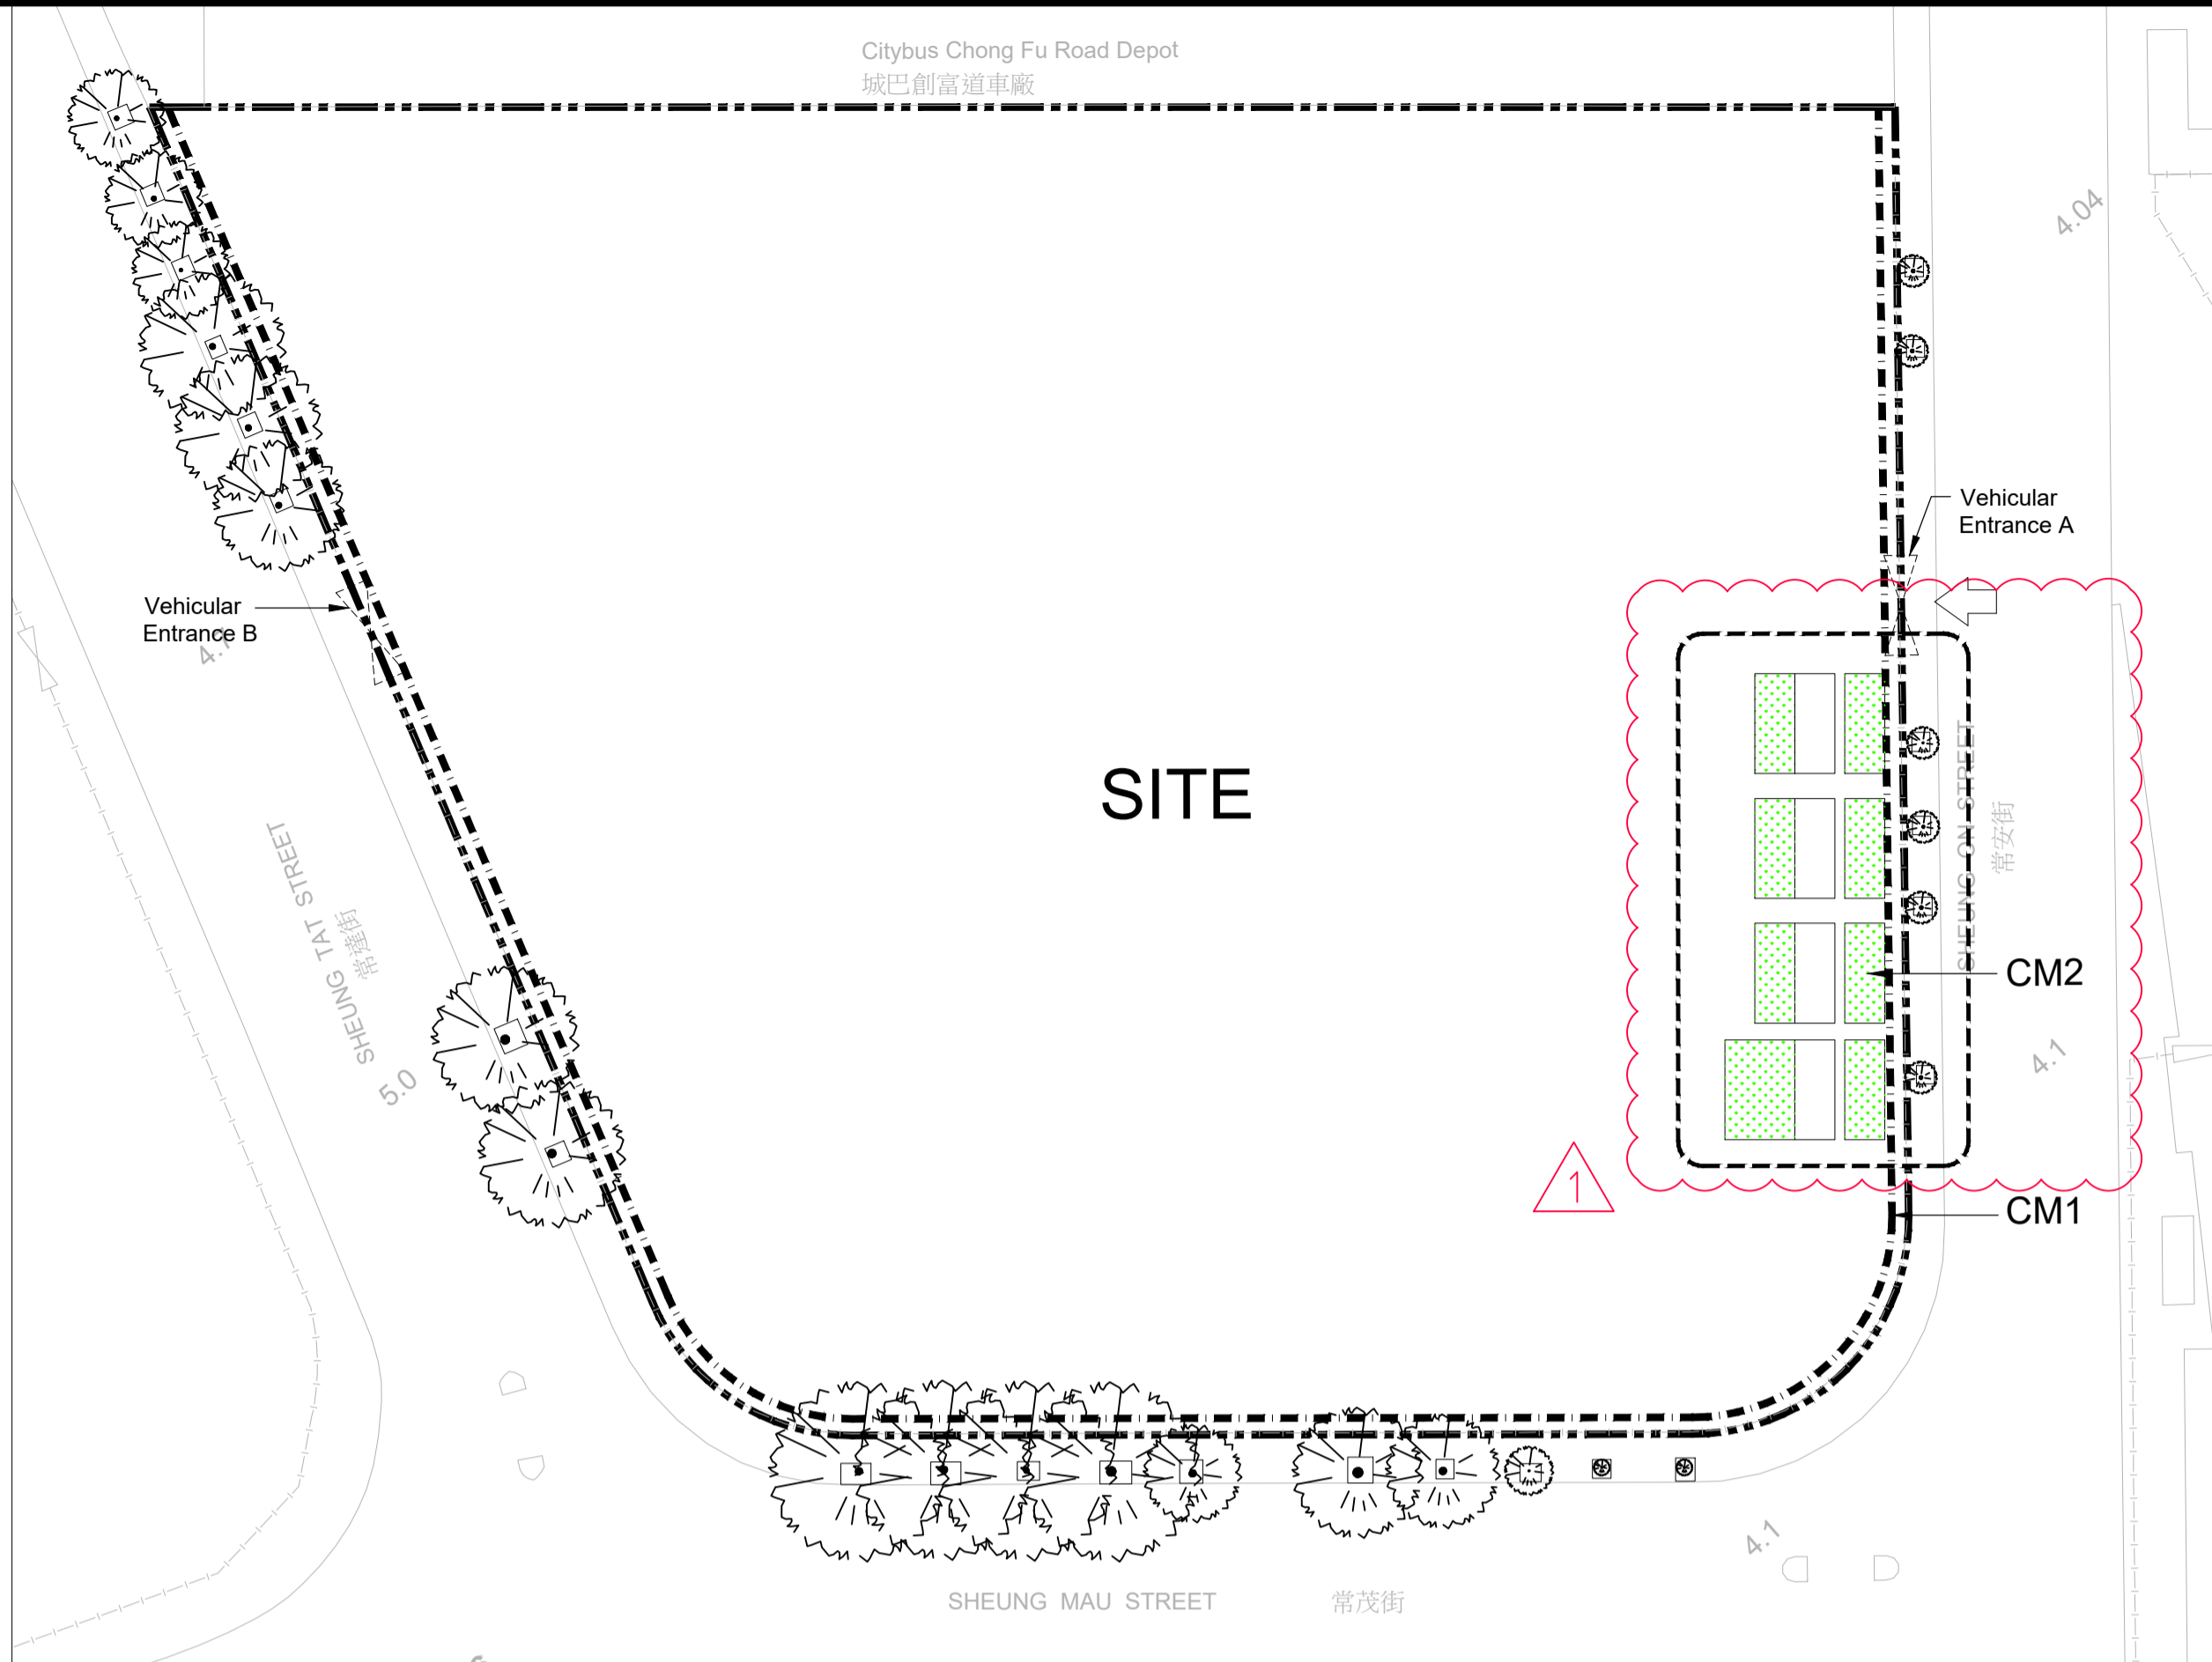 Citybus Chong Fu Road Depot
城巴創富道車廠
4.04
Vehicular
Entrance A
Vehicular
Entrance B
SITE
SHEUNG ON STREET
常安街
SHEUNG TAT STREET
常達街
5.0
CM2
4.1
1
CM1
4.1
SHEUNG MAU STREET 常茂街